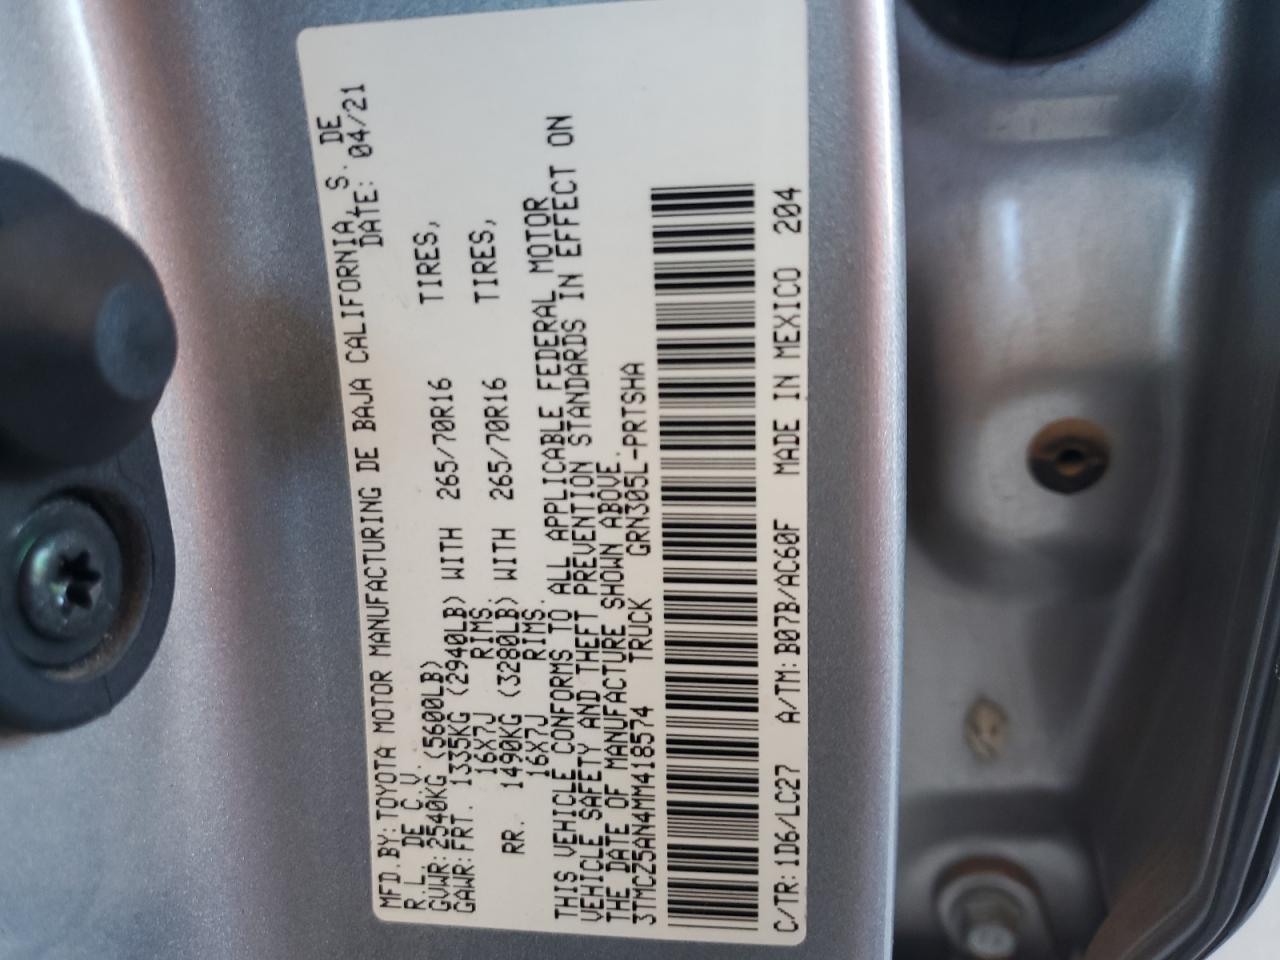 MFD.BY:TOYOTA MOTOR MANUFACTURING DE BAJA CALIFORNIA, S. DE
R.L. DE C.V. DATE: 04/21
GVWR:2540KG (5600LB)
GAWR:FRT. 1335KG (2940LB) WITH 265/70R16 TIRES,
16X7J RIMS.
RR. 1490KG (3280LB) WITH 265/70R16 TIRES,
16X7J RIMS.
THIS VEHICLE CONFORMS TO ALL APPLICABLE FEDERAL MOTOR
VEHICLE SAFETY AND THEFT PREVENTION STANDARDS IN EFFECT ON
THE DATE OF MANUFACTURE SHOWN ABOVE.
3TMCZ5AN4MM418574 TRUCK GRN305L-PRTSHA
C/TR:1D6/LC27 A/TM:B07B/AC60F MADE IN MEXICO 204